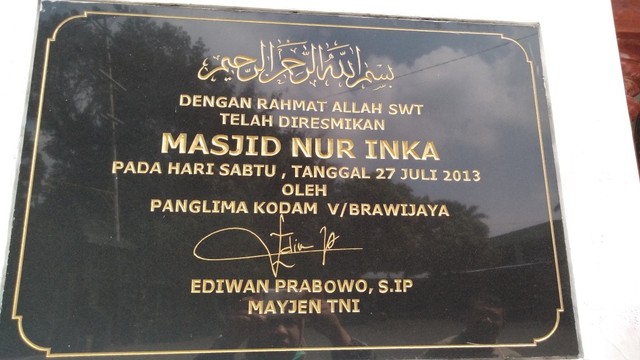 بسم الله الرحمن الرحيم
DENGAN RAHMAT ALLAH SWT
TELAH DIRESMIKAN
MASJID NUR INKA
PADA HARI SABTU , TANGGAL 27 JULI 2013
OLEH
PANGLIMA KODAM V/BRAWIJAYA
EDIWAN PRABOWO, S.IP
MAYJEN TNI